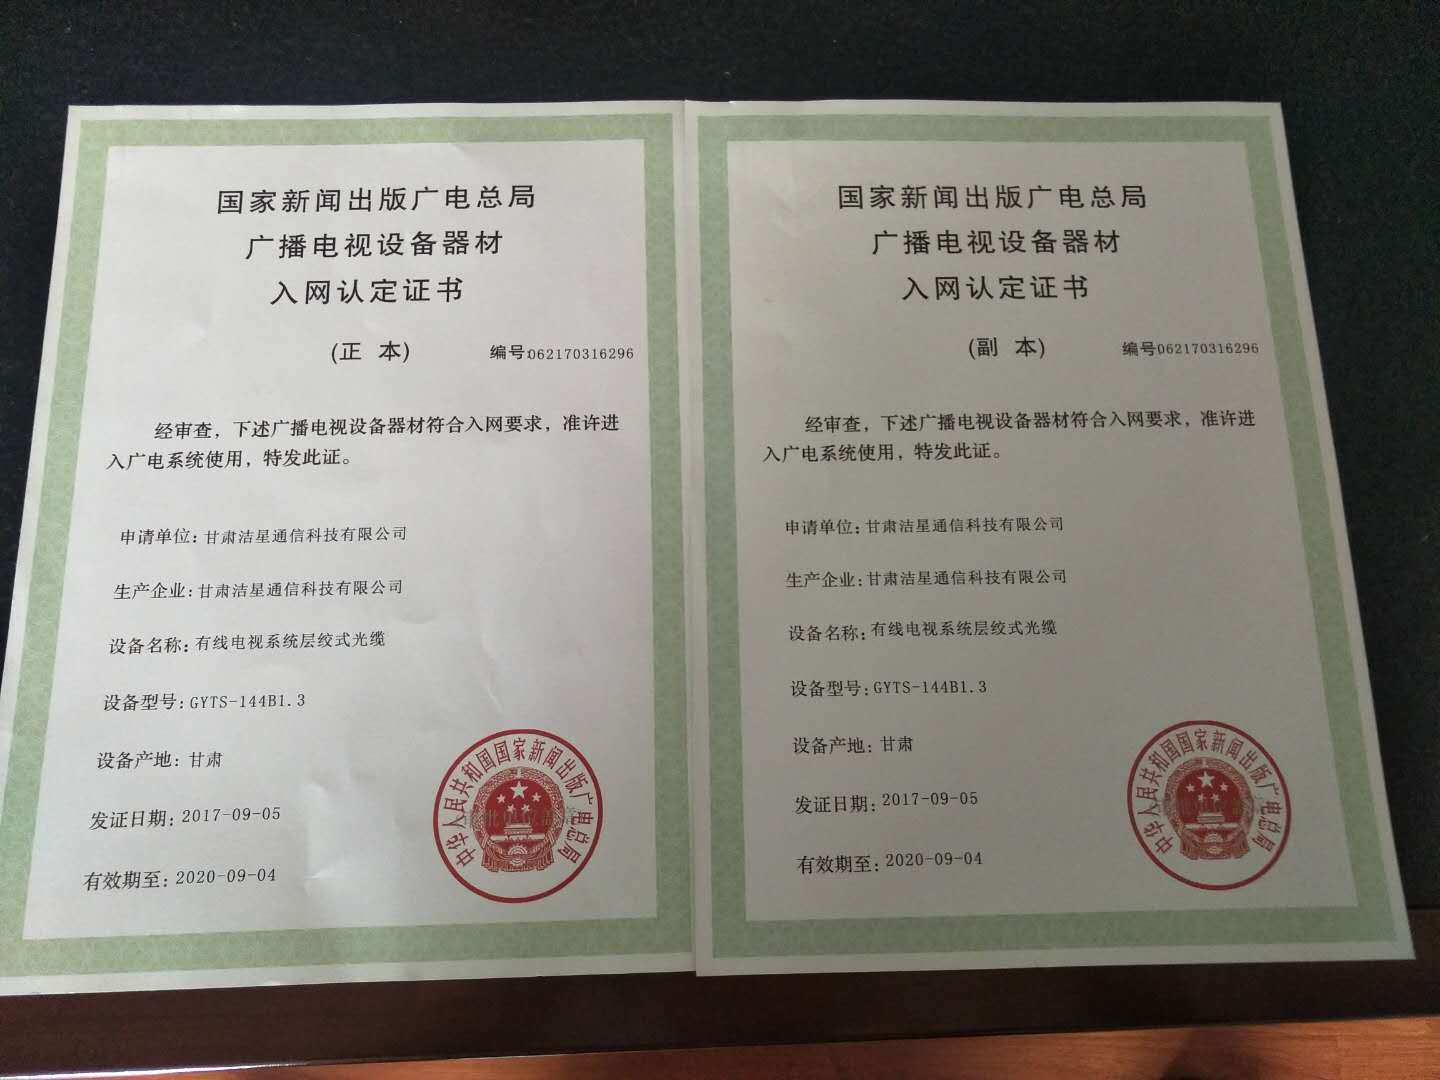 国家新闻出版广电总局
广播电视设备器材
入网认定证书
(正 本)
编号:062170316296
经审查，下述广播电视设备器材符合入网要求，准许进
入广电系统使用，特发此证。
申请单位:甘肃洁星通信科技有限公司
生产企业:甘肃洁星通信科技有限公司
设备名称:有线电视系统层绞式光缆
设备型号:GYTS-144B1.3
设备产地:甘肃
发证日期:2017-09-05
有效期至:2020-09-04
中华人民共和国国家新闻出版广电总局
国家新闻出版广电总局
广播电视设备器材
入网认定证书
(副 本)
编号062170316296
经审查，下述广播电视设备器材符合入网要求，准许进
入广电系统使用，特发此证。
申请单位:甘肃洁星通信科技有限公司
生产企业:甘肃洁星通信科技有限公司
设备名称:有线电视系统层绞式光缆
设备型号:GYTS-144B1.3
设备产地:甘肃
发证日期:2017-09-05
有效期至:2020-09-04
中华人民共和国国家新闻出版广电总局